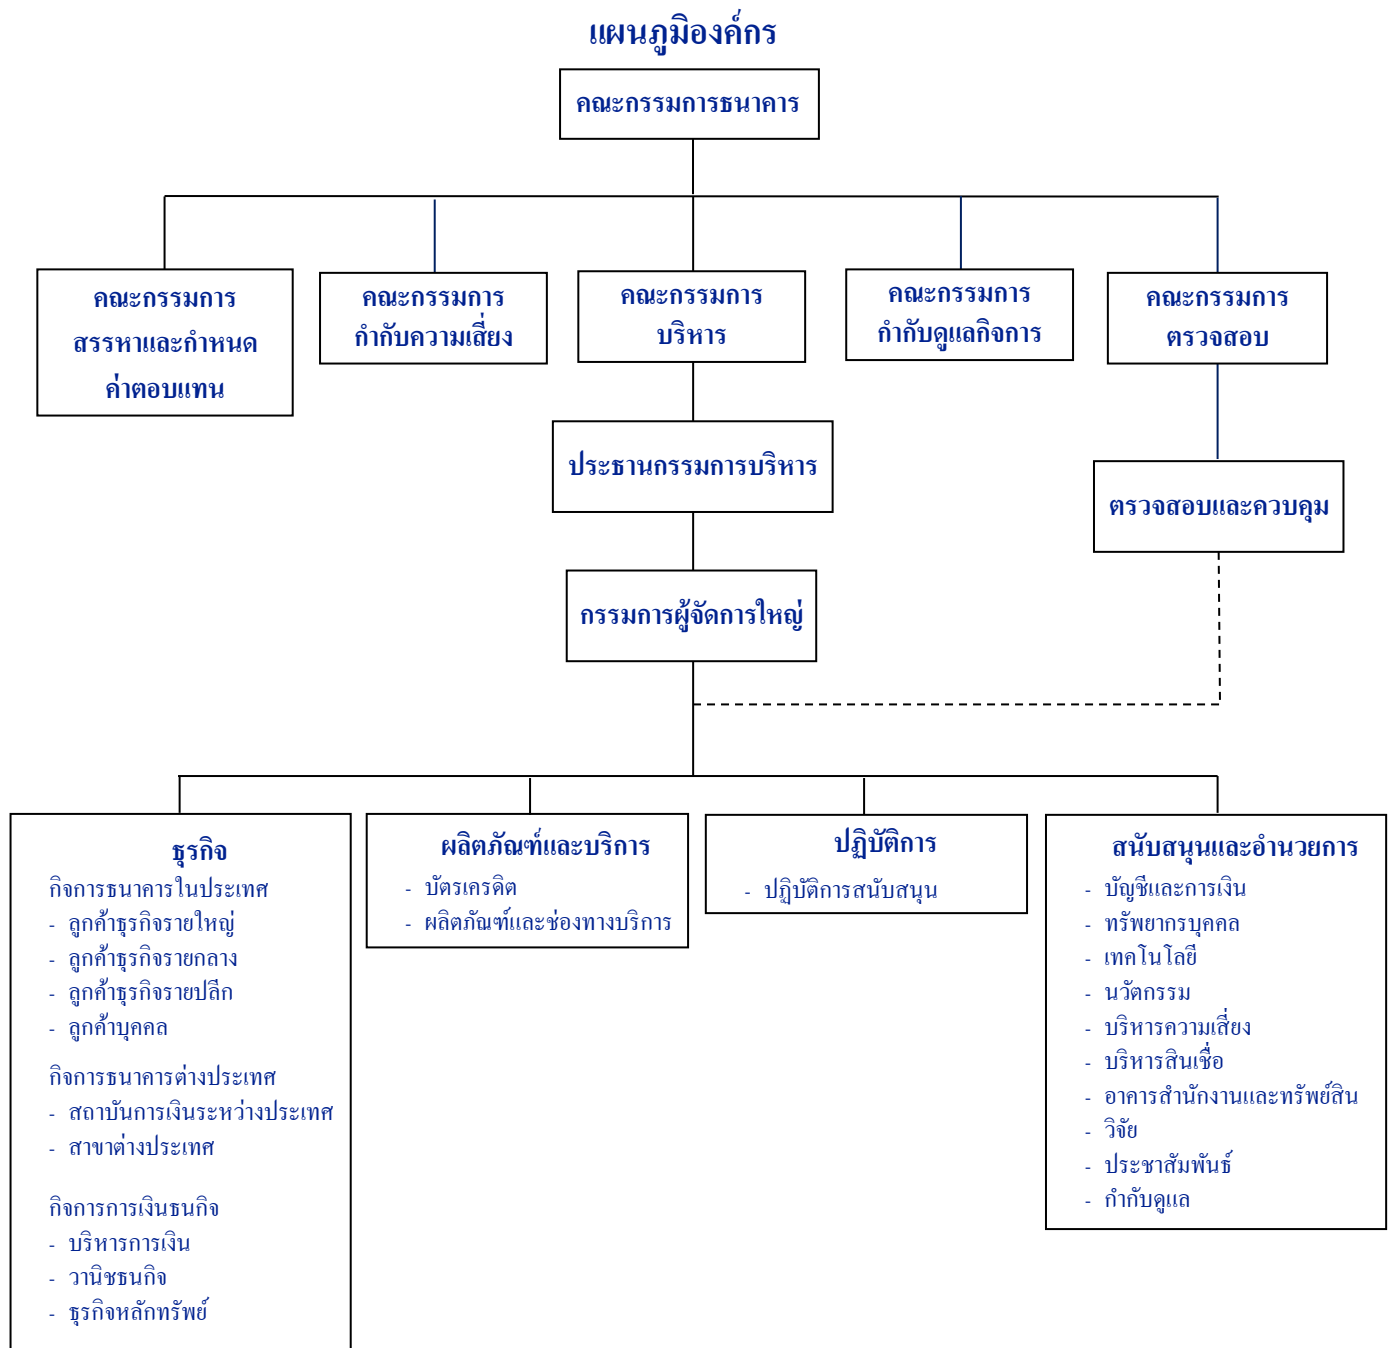 แผนภูมิองค์กร
คณะกรรมการธนาคาร
คณะกรรมการ
สรรหาและกำหนด
ค่าตอบแทน
คณะกรรมการ
กำกับความเสี่ยง
คณะกรรมการ
บริหาร
คณะกรรมการ
กำกับดูแลกิจการ
คณะกรรมการ
ตรวจสอบ
ประธานกรรมการบริหาร
ตรวจสอบและควบคุม
กรรมการผู้จัดการใหญ่
ธุรกิจ
กิจการธนาคารในประเทศ
- ลูกค้าธุรกิจรายใหญ่
- ลูกค้าธุรกิจรายกลาง
- ลูกค้าธุรกิจรายปลีก
- ลูกค้าบุคคล
กิจการธนาคารต่างประเทศ
- สถาบันการเงินระหว่างประเทศ
- สาขาต่างประเทศ
กิจการการเงินธนกิจ
- บริหารการเงิน
- วานิชธนกิจ
- ธุรกิจหลักทรัพย์
ผลิตภัณฑ์และบริการ
- บัตรเครดิต
- ผลิตภัณฑ์และช่องทางบริการ
ปฏิบัติการ
- ปฏิบัติการสนับสนุน
สนับสนุนและอำนวยการ
- บัญชีและการเงิน
- ทรัพยากรบุคคล
- เทคโนโลยี
- นวัตกรรม
- บริหารความเสี่ยง
- บริหารสินเชื่อ
- อาคารสำนักงานและทรัพย์สิน
- วิจัย
- ประชาสัมพันธ์
- กำกับดูแล